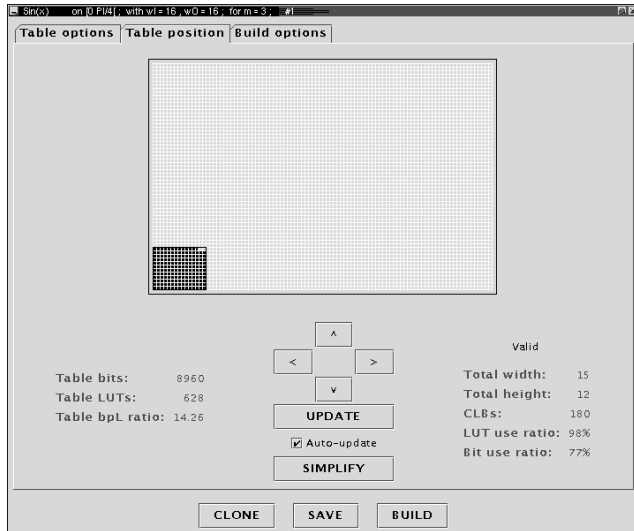 Sin(x) on [0 PI/4[ ; with wI = 16 , wO = 16 ; for m = 3 ; #1
Table options Table position Build options
^
< >
v
Valid
Table bits: 8960
Table LUTs: 628
Table bpL ratio: 14.26
UPDATE
Auto-update
SIMPLIFY
Total width: 15
Total height: 12
CLBs: 180
LUT use ratio: 98%
Bit use ratio: 77%
CLONE SAVE BUILD